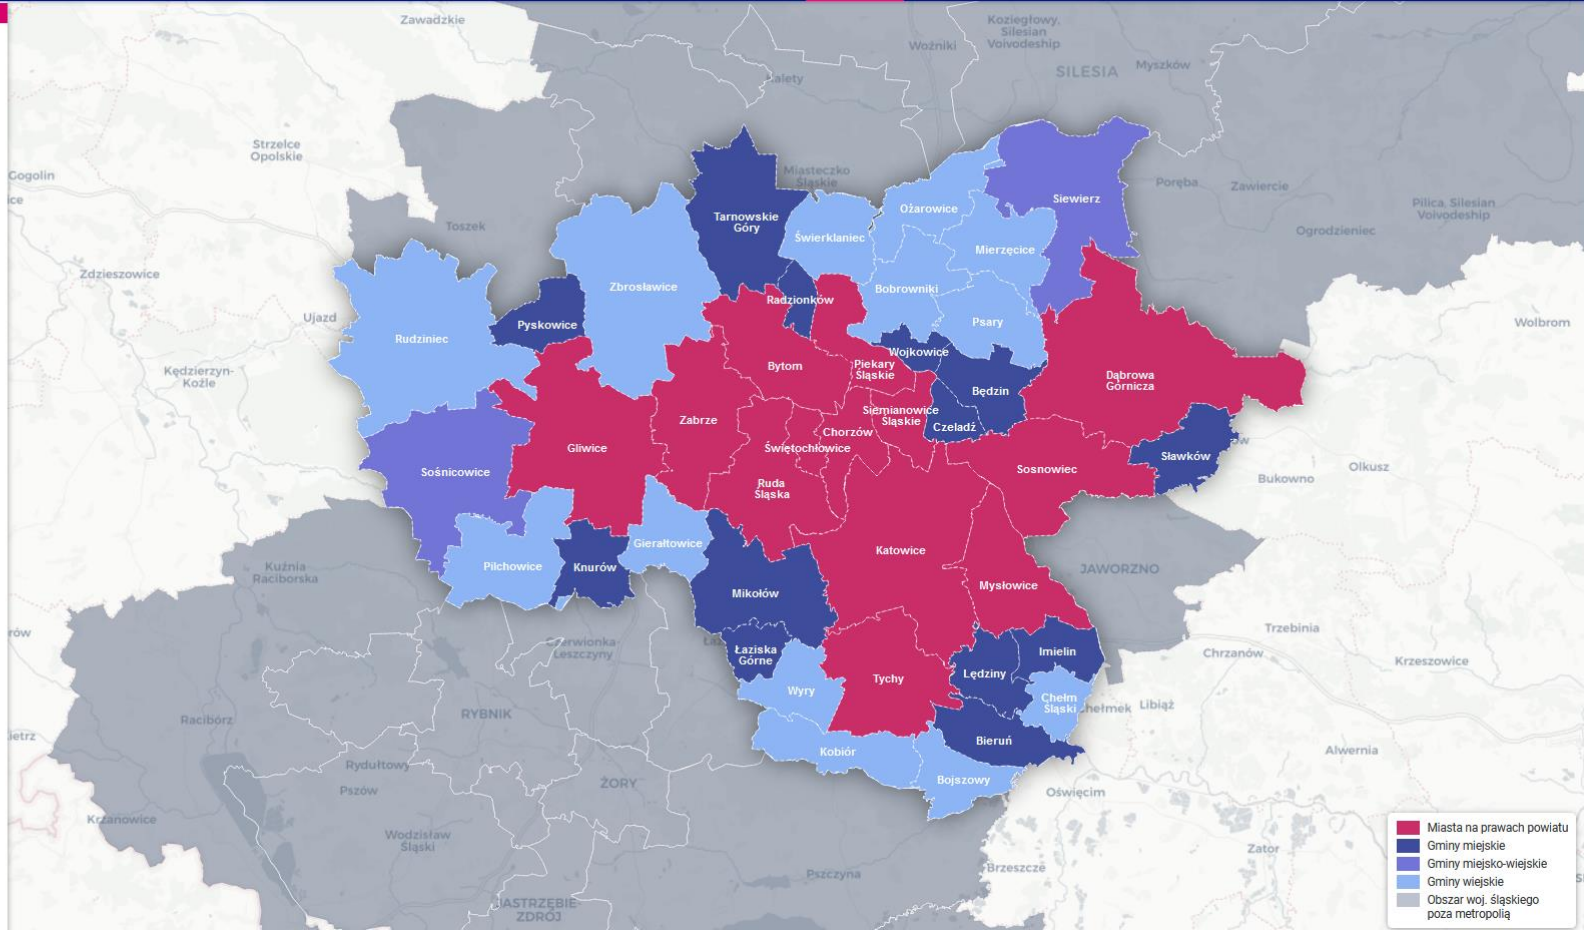 Zawadzkie
Koziegłowy,
Silesian
Voivodeship
Woźniki
Myszków
SILESIA
Kalety
Strzelce
Opolskie
Gogolin
Miasteczko
Śląskie
Poręba
Zawiercie
Siewierz
Pilica, Silesian
Voivodeship
Ogrodzieniec
Toszek
Tarnowskie
Góry
Ożarowice
Świerklaniec
Mierzęcice
Zdzieszowice
Zbrosławice
Bobrowniki
Radzionków
Ujazd
Pyskowice
Psary
Wolbrom
Rudziniec
Wojkowice
Bytom
Piekary
Śląskie
Kędzierzyn-
Koźle
Dąbrowa
Górnicza
Będzin
Zabrze
Siemianowice
Śląskie
Czeladź
Chorzów
Gliwice
Świętochłowice
Sławków
Sośnicowice
Sosnowiec
Olkusz
Bukowno
Ruda
Śląska
Gierałtowice
Katowice
Pilchowice
Knurów
JAWORZNO
Kuźnia
Raciborska
Mysłowice
Mikołów
Trzebinia
Czerwionka-
Leszczyny
Łaziska
Górne
Imielin
Chrzanów
Krzeszowice
Lędziny
Tychy
Wyry
Chełm
Śląski
Chełmek
Libiąż
Racibórz
RYBNIK
Bieruń
Kobiór
Alwernia
Rydułtowy
ŻORY
Bojszowy
Pszów
Oświęcim
Krzanowice
Wodzisław
Śląski
Zator
Pszczyna
Brzeszcze
JASTRZĘBIE-
ZDRÓJ
Miasta na prawach powiatu
Gminy miejskie
Gminy miejsko-wiejskie
Gminy wiejskie
Obszar woj. śląskiego
poza metropolią